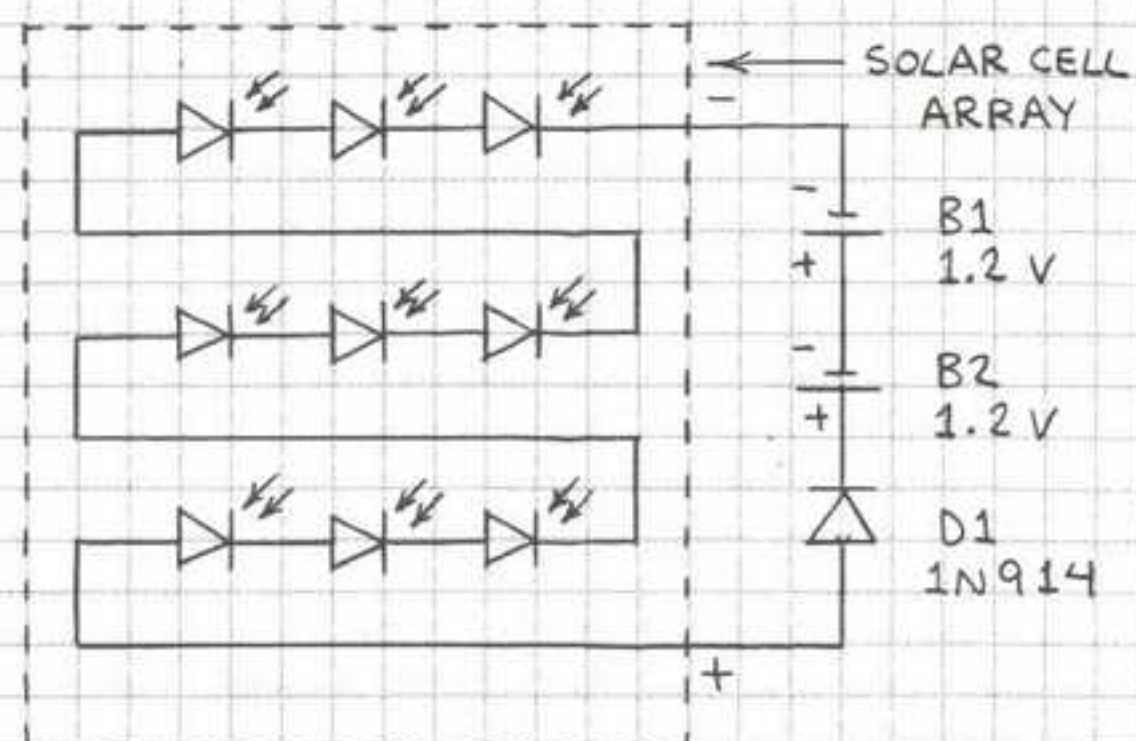 SOLAR CELL
ARRAY
-
-
B1
+
1.2 V
-
B2
+
1.2 V
D1
1N914
+